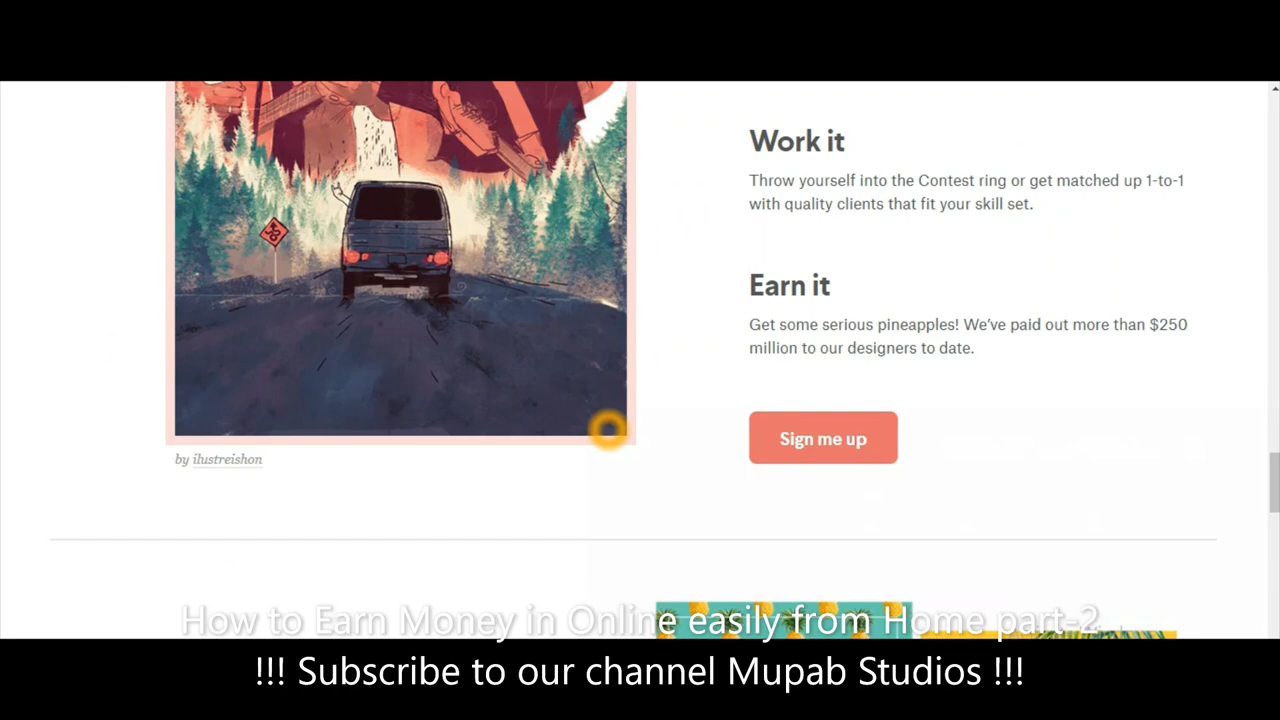 Work it
Throw yourself into the Contest ring or get matched up 1-to-1
with quality clients that fit your skill set.
Earn it
Get some serious pineapples! We've paid out more than $250
million to our designers to date.
Sign me up
by ilustreishon
How to Earn Money in Online easily from Home part-2
!!! Subscribe to our channel Mupab Studios !!!